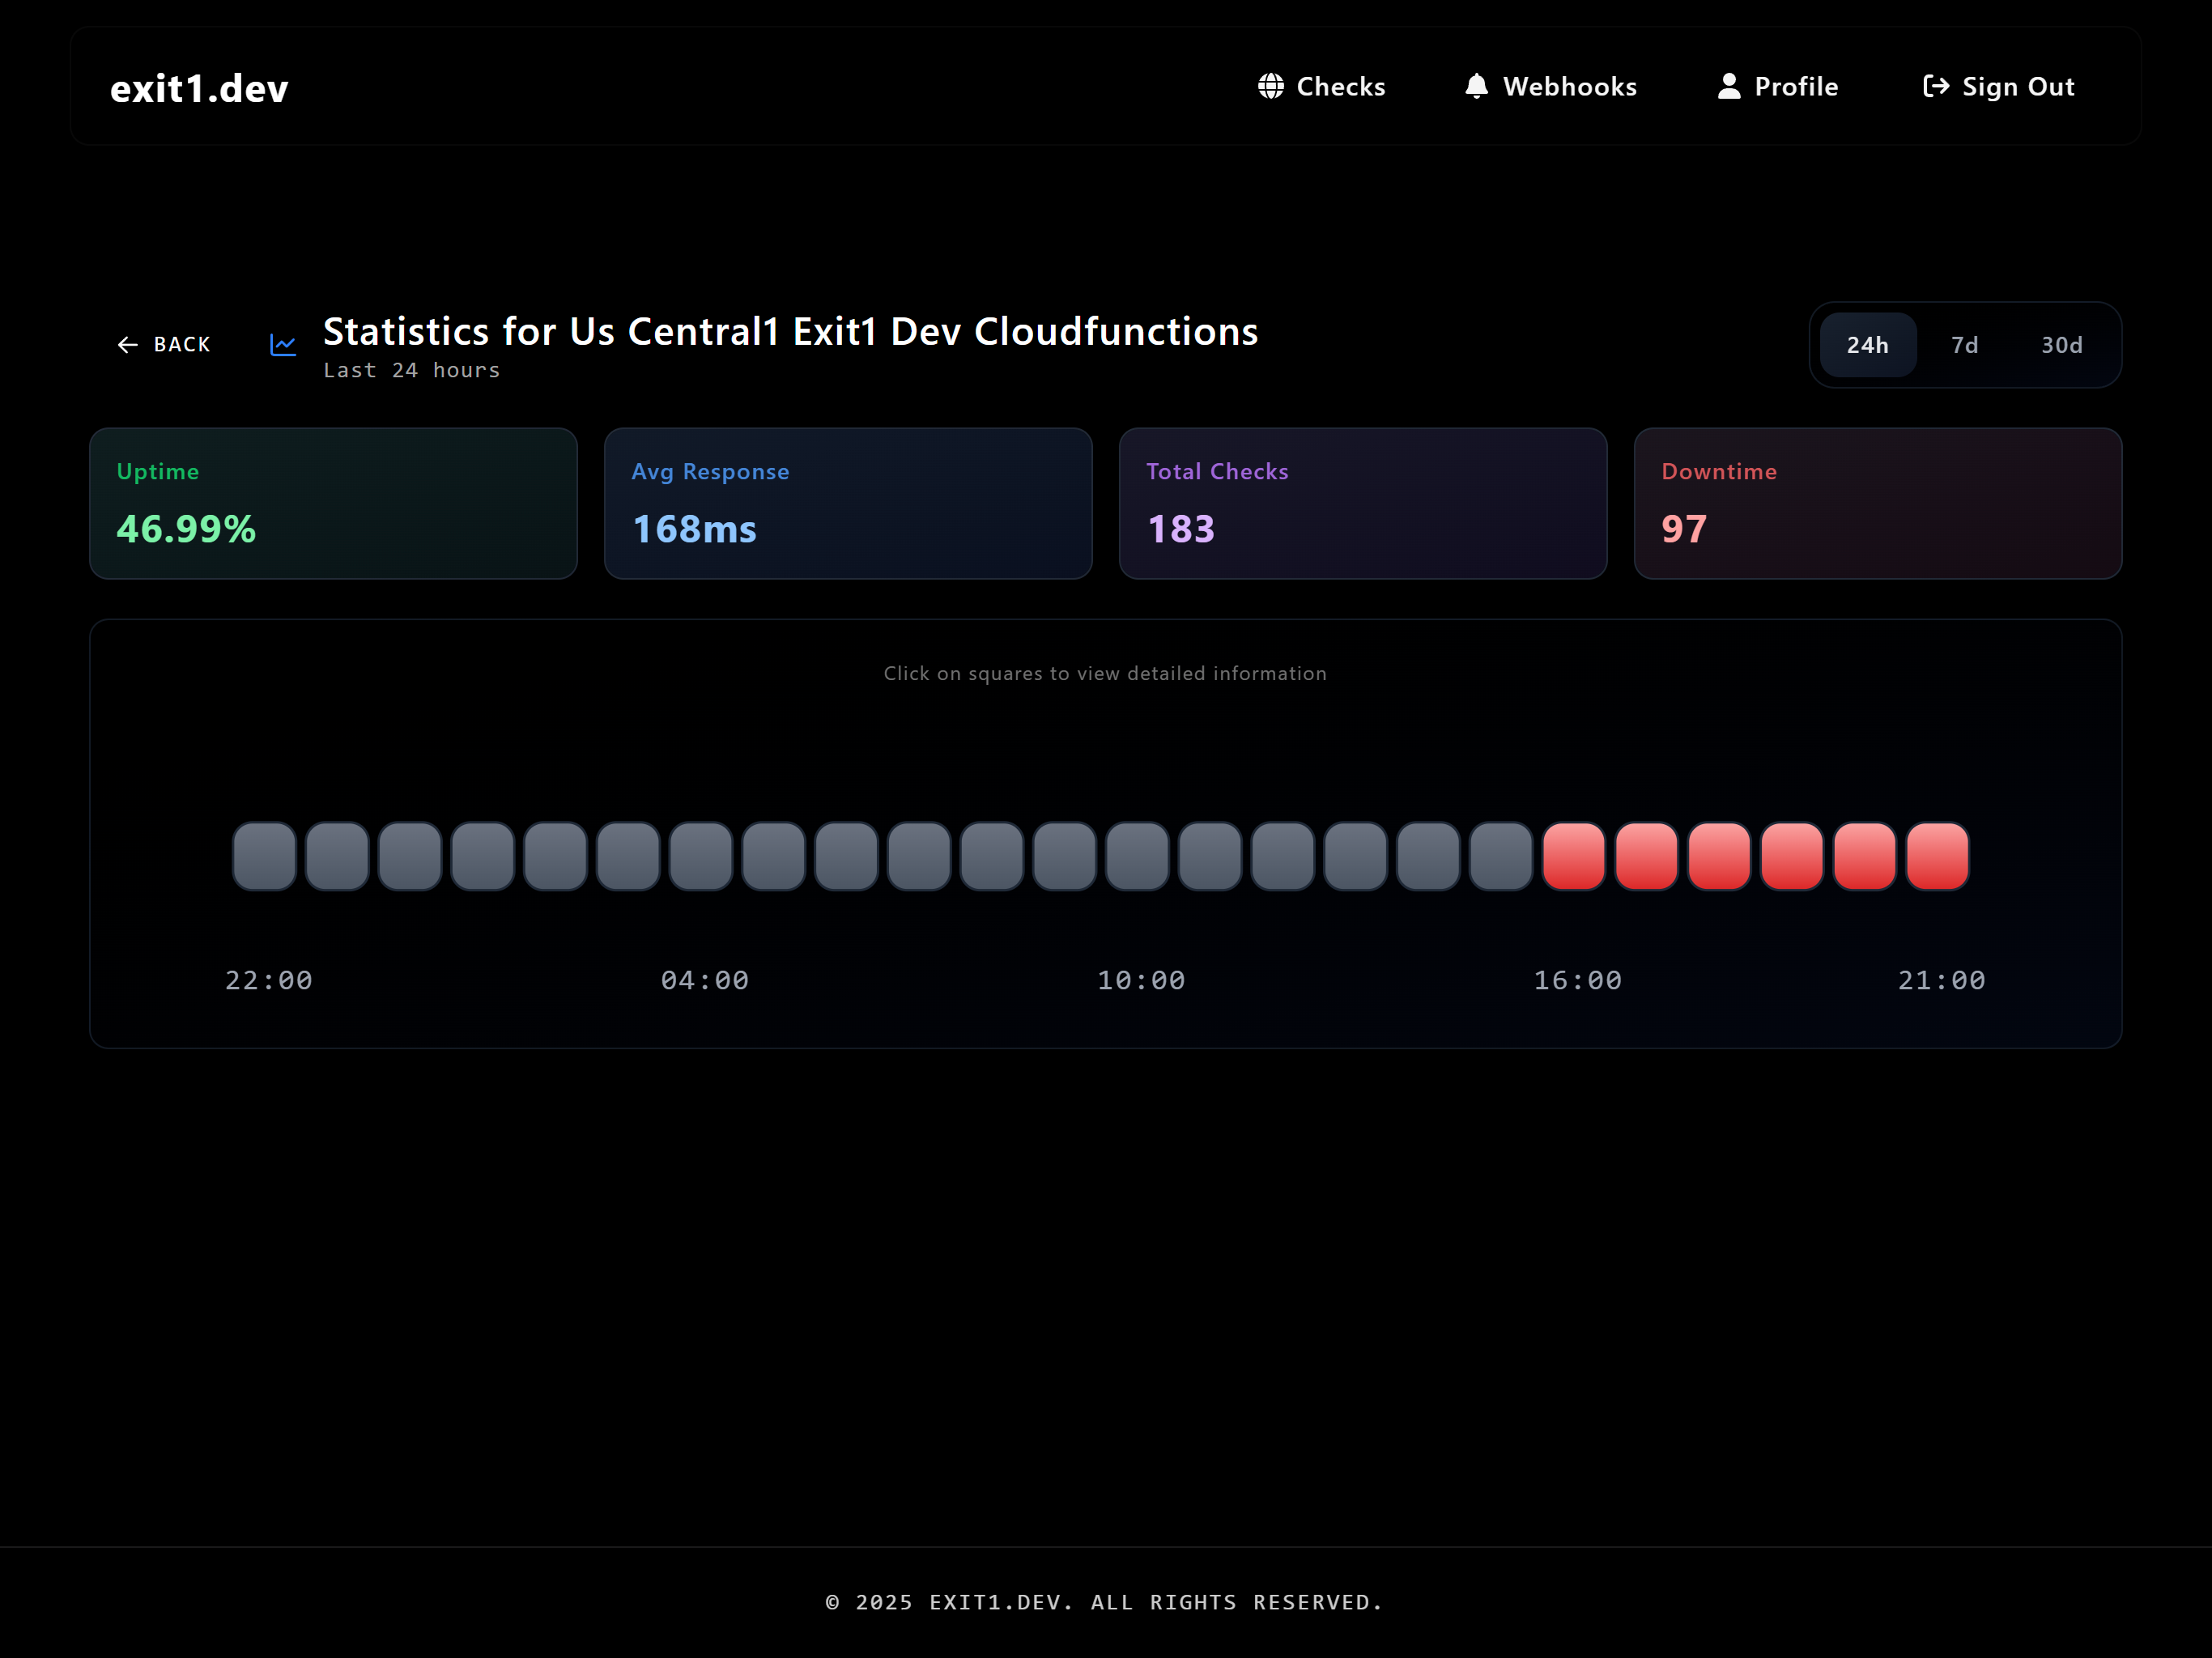 exit1.dev
Checks
Webhooks
Profile
Sign Out
BACK
Statistics for Us Central1 Exit1 Dev Cloudfunctions
Last 24 hours
24h
7d
30d
Uptime
46.99%
Avg Response
168ms
Total Checks
183
Downtime
97
Click on squares to view detailed information
22:00
04:00
10:00
16:00
21:00
© 2025 EXIT1.DEV. ALL RIGHTS RESERVED.